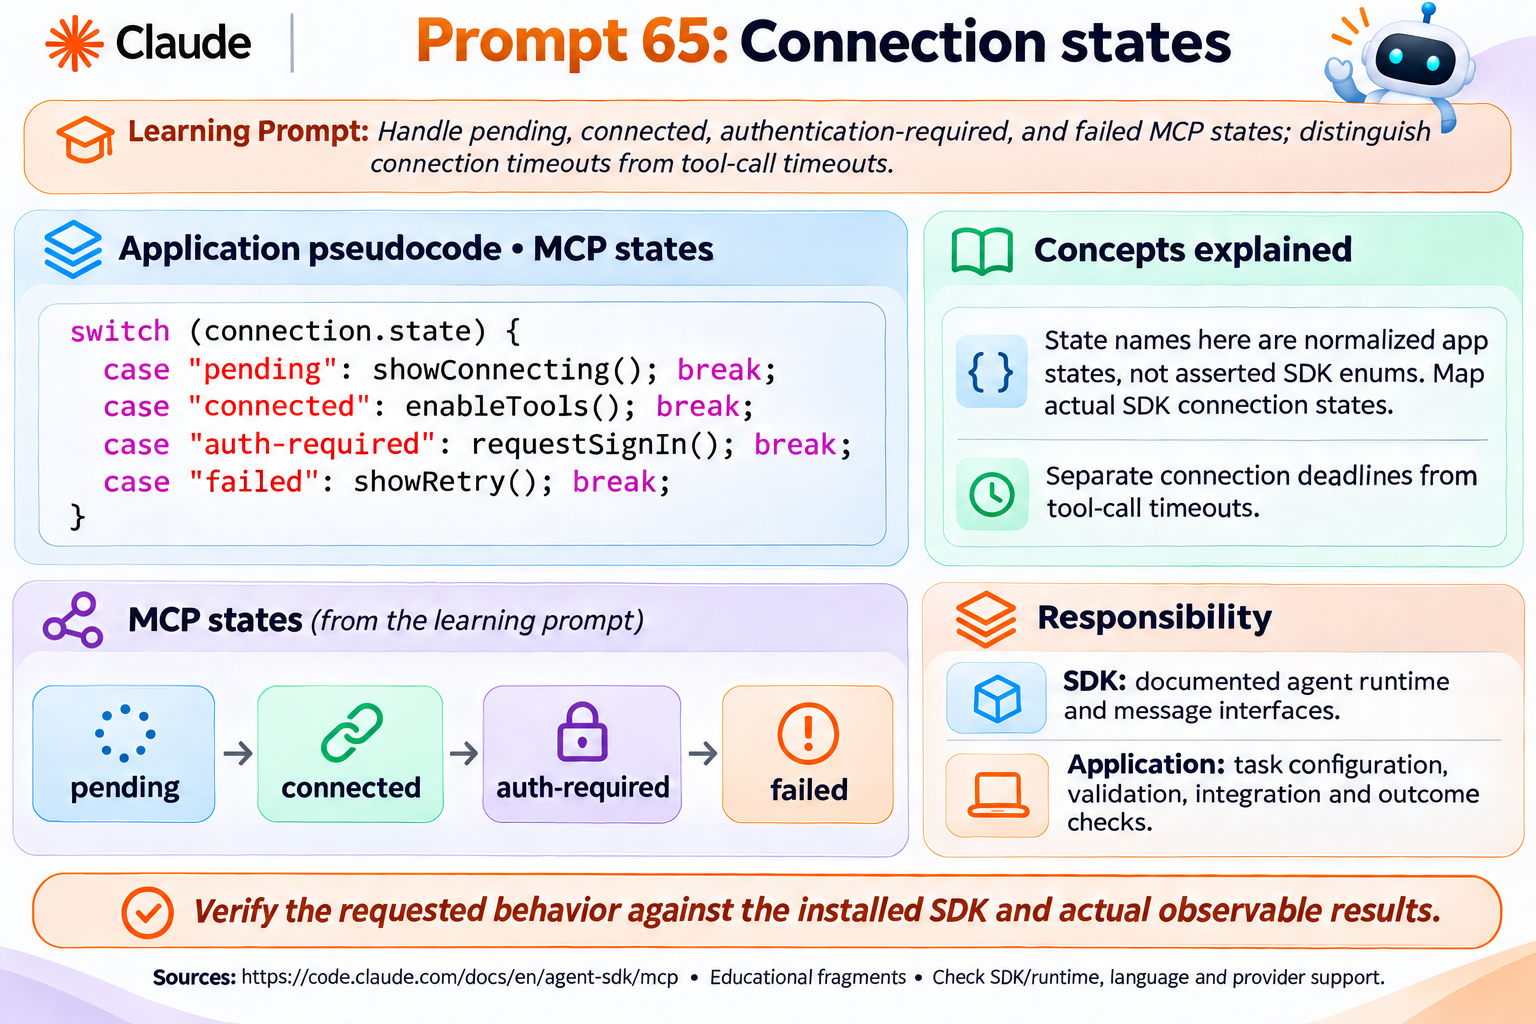 Claude
Prompt 65: Connection states
Learning Prompt: Handle pending, connected, authentication-required, and failed MCP states; distinguish
connection timeouts from tool-call timeouts.
Application pseudocode • MCP states
switch (connection.state) {
  case "pending": showConnecting(); break;
  case "connected": enableTools(); break;
  case "auth-required": requestSignIn(); break;
  case "failed": showRetry(); break;
}
Concepts explained
{ }
State names here are normalized app
states, not asserted SDK enums. Map
actual SDK connection states.
Separate connection deadlines from
tool-call timeouts.
MCP states (from the learning prompt)
pending
connected
auth-required
failed
Responsibility
SDK: documented agent runtime
and message interfaces.
Application: task configuration,
validation, integration and outcome
checks.
Verify the requested behavior against the installed SDK and actual observable results.
Sources: https://code.claude.com/docs/en/agent-sdk/mcp • Educational fragments • Check SDK/runtime, language and provider support.